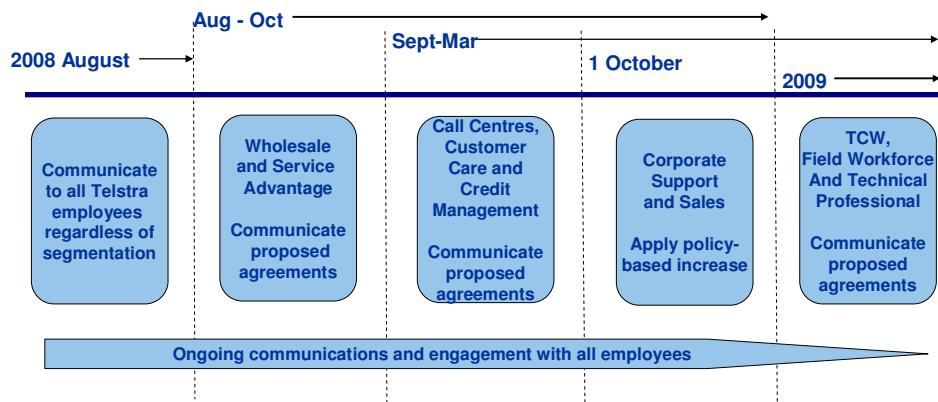 Aug - Oct
Sept-Mar
2008 August
1 October
2009
Communicate
to all Telstra
employees
regardless of
segmentation
Wholesale
and Service
Advantage
Communicate
proposed
agreements
Call Centres,
Customer
Care and
Credit
Management
Communicate
proposed
agreements
Corporate
Support
and Sales
Apply policy-
based increase
TCW,
Field Workforce
And Technical
Professional
Communicate
proposed
agreements
Ongoing communications and engagement with all employees